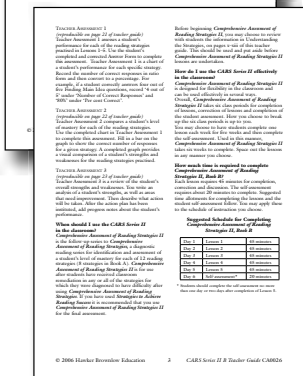 TEACHER ASSESSMENT 1
(reproducible on page 21 of teacher guide)
Teacher Assessment 1 assesses a student's
performance for each of the reading strategies
practised in Lessons 1–5. Use the student's
completed and corrected Answer Form to complete
this assessment. Teacher Assessment 1 is a chart of
a student's performance for each specific strategy.
Record the number of correct responses in ratio
form and then convert to a percentage. For
example, if a student correctly answers four out of
five Finding Main Idea questions, record "4 out of
5" under "Number of Correct Responses" and
"80%" under "Per cent Correct".
TEACHER ASSESSMENT 2
(reproducible on page 22 of teacher guide)
Teacher Assessment 2 compares a student's level
of mastery for each of the reading strategies.
Use the completed chart in Teacher Assessment 1
to complete this assessment. Fill in a bar on the
graph to show the correct number of responses
for a given strategy. A completed graph provides
a visual comparison of a student's strengths and
weaknesses for the reading strategies practised.
TEACHER ASSESSMENT 3
(reproducible on page 23 of teacher guide)
Teacher Assessment 3 is a review of the student's
overall strengths and weaknesses. You write an
analysis of a student's strengths, as well as areas
that need improvement. Then describe what action
will be taken. After the action plan has been
instituted, add progress notes about the student's
performance.
When should I use the CARS Series II
in the classroom?
Comprehensive Assessment of Reading Strategies II
is the follow-up series to Comprehensive
Assessment of Reading Strategies, a diagnostic
reading series for identification and assessment of
a student's level of mastery for each of 12 reading
strategies (8 strategies in Book A). Comprehensive
Assessment of Reading Strategies II is for use
after students have received classroom
remediation in any or all of the strategies for
which they were diagnosed to have difficulty after
using Comprehensive Assessment of Reading
Strategies. If you have used Strategies to Achieve
Reading Success it is recommended that you use
Comprehensive Assessment of Reading Strategies II
for the final assessment.
Before beginning Comprehensive Assessment of
Reading Strategies II, you may choose to review
with students the information in Understanding
the Strategies, on pages of this teacher
guide. This should be used and put aside before
Comprehensive Assessment of Reading Strategies II
lessons are undertaken.
How do I use the CARS Series II effectively
in the classroom?
Comprehensive Assessment of Reading Strategies II
is designed for flexibility in the classroom and
can be used effectively in several ways.
Overall, Comprehensive Assessment of Reading
Strategies II takes six class periods for completion
of lessons, correction of lessons and completion of
the student assessment. How you choose to break
up the six class periods is up to you.
You may choose to have students complete one
lesson each week for five weeks and then complete
the self-assessment. Used this way,
Comprehensive Assessment of Reading Strategies II
takes six weeks to complete. Space out the lessons
in any manner you choose.
How much time is required to complete
Comprehensive Assessment of Reading
Strategies II, Book B?
Each lesson requires 45 minutes for completion,
correction and discussion. The self-assessment
requires about 20 minutes to complete. Suggested
time allotments for completing the lessons and the
student self-assessment follow. You may apply them
to the schedule of instruction you choose.
Suggested Schedule for Completing
Comprehensive Assessment of Reading
Strategies II, Book B
Day 1 Lesson 1 45 minutes
Day 2 Lesson 2 45 minutes
Day 3 Lesson 3 45 minutes
Day 4 Lesson 4 45 minutes
Day 5 Lesson 5 45 minutes
Day 6 Self-assessment* 20 minutes
* Students should complete the self-assessment no more
than one day or two days after completion of Lesson 5.
© 2006 Hawker Brownlow Education 3 CARS Series II B Teacher Guide CA0026